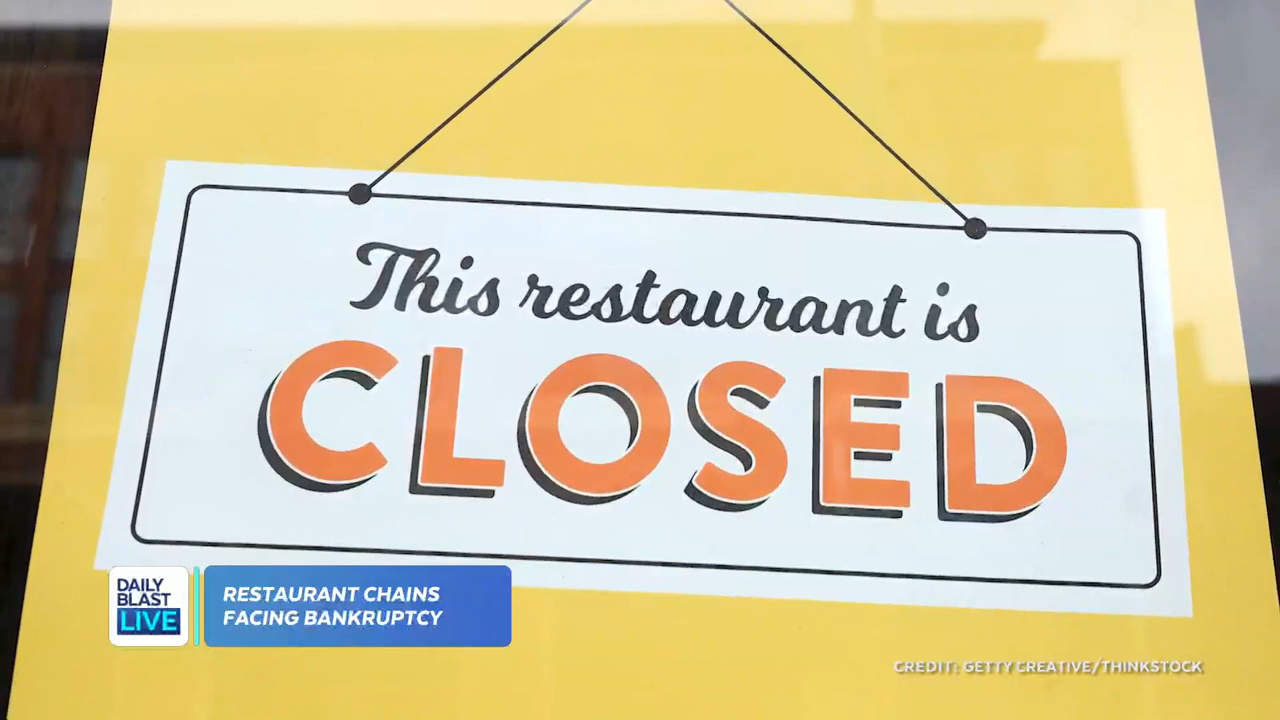 This restaurant is
CLOSED
DAILY
BLAST
LIVE
RESTAURANT CHAINS
FACING BANKRUPTCY
CREDIT: GETTY CREATIVE/THINKSTOCK